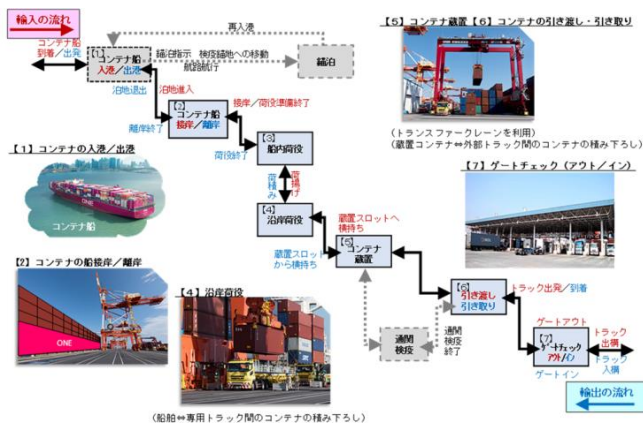 輸入の流れ
コンテナ船
到着/出発
【1】
コンテナ船
入港/出港
再入港
錨泊指示 検疫錨地への移動
航路航行
錨泊
泊地退出
泊地進入
【2】
コンテナ船
接岸/離岸
接岸/荷役準備終了
離岸終了
荷役終了
【3】
船内荷役
荷積み
荷揚げ
【4】
沿岸荷役
蔵置スロットへ
横持ち
蔵置スロット
から横持ち
【5】
コンテナ
蔵置
通関
検疫
通関
検疫
終了
【6】
引き渡し
引き取り
トラック出発/到着
ゲートアウト
ゲートイン
【7】
ゲートチェック
アウト/イン
トラック
出構
トラック
入構
輸出の流れ
【1】コンテナの入港/出港
ONE
コンテナ船
【2】コンテナの船接岸/離岸
ONE
【4】沿岸荷役
(船舶⇔専用トラック間のコンテナの積み下ろし)
【5】コンテナ蔵置【6】コンテナの引き渡し・引き取り
(トランスファークレーンを利用)
(蔵置コンテナ⇔外部トラック間のコンテナの積み下ろし)
【7】ゲートチェック(アウト/イン)